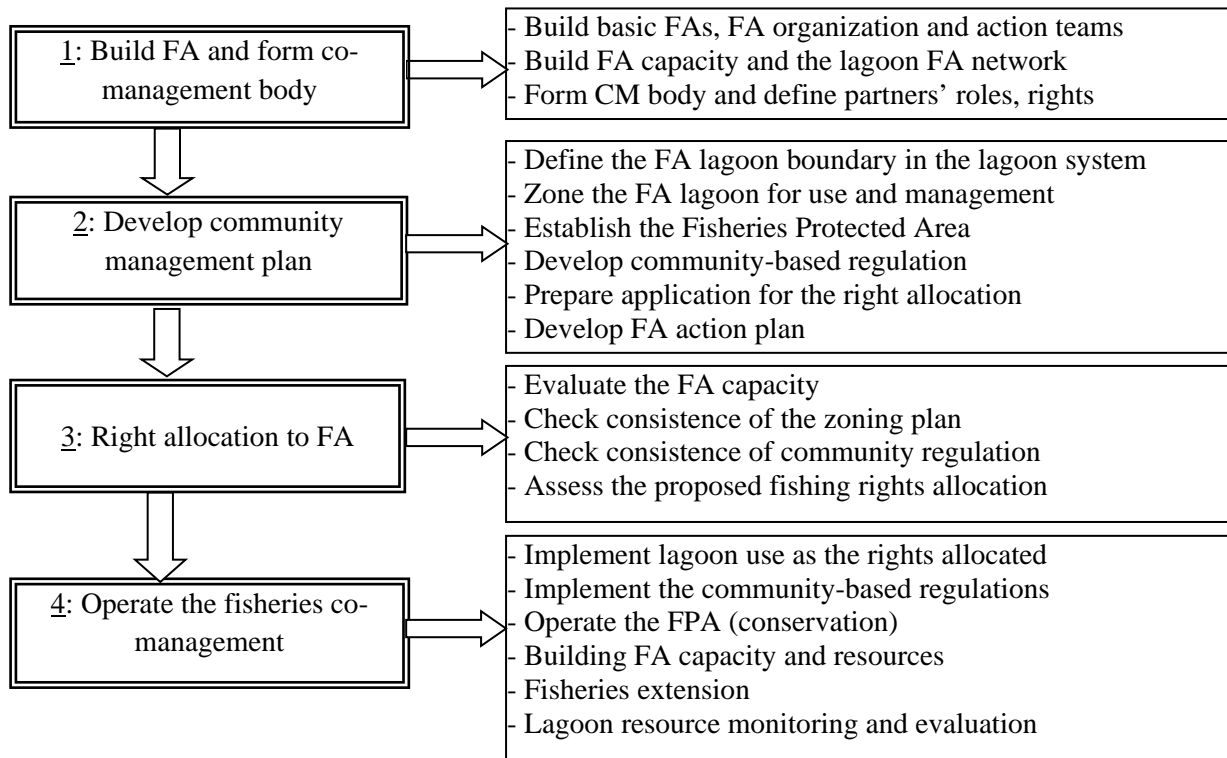 1: Build FA and form co-
management body
- Build basic FAs, FA organization and action teams
- Build FA capacity and the lagoon FA network
- Form CM body and define partners’ roles, rights
2: Develop community
management plan
- Define the FA lagoon boundary in the lagoon system
- Zone the FA lagoon for use and management
- Establish the Fisheries Protected Area
- Develop community-based regulation
- Prepare application for the right allocation
- Develop FA action plan
3: Right allocation to FA
- Evaluate the FA capacity
- Check consistence of the zoning plan
- Check consistence of community regulation
- Assess the proposed fishing rights allocation
4: Operate the fisheries co-
management
- Implement lagoon use as the rights allocated
- Implement the community-based regulations
- Operate the FPA (conservation)
- Building FA capacity and resources
- Fisheries extension
- Lagoon resource monitoring and evaluation